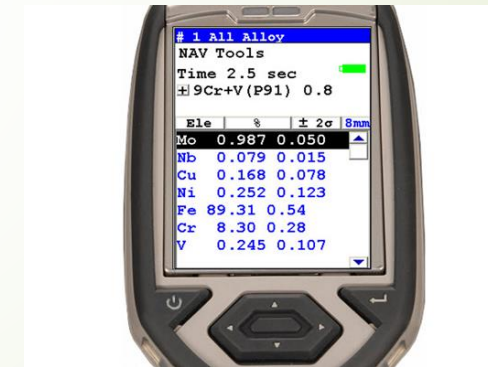 # 1 All Alloy
NAV Tools
Time 2.5 sec
9Cr+V(P91) 0.8
Ele % ± 2σ 8mm
Mo 0.987 0.050
Nb 0.079 0.015
Cu 0.168 0.078
Ni 0.252 0.123
Fe 89.31 0.54
Cr 8.30 0.28
V 0.245 0.107